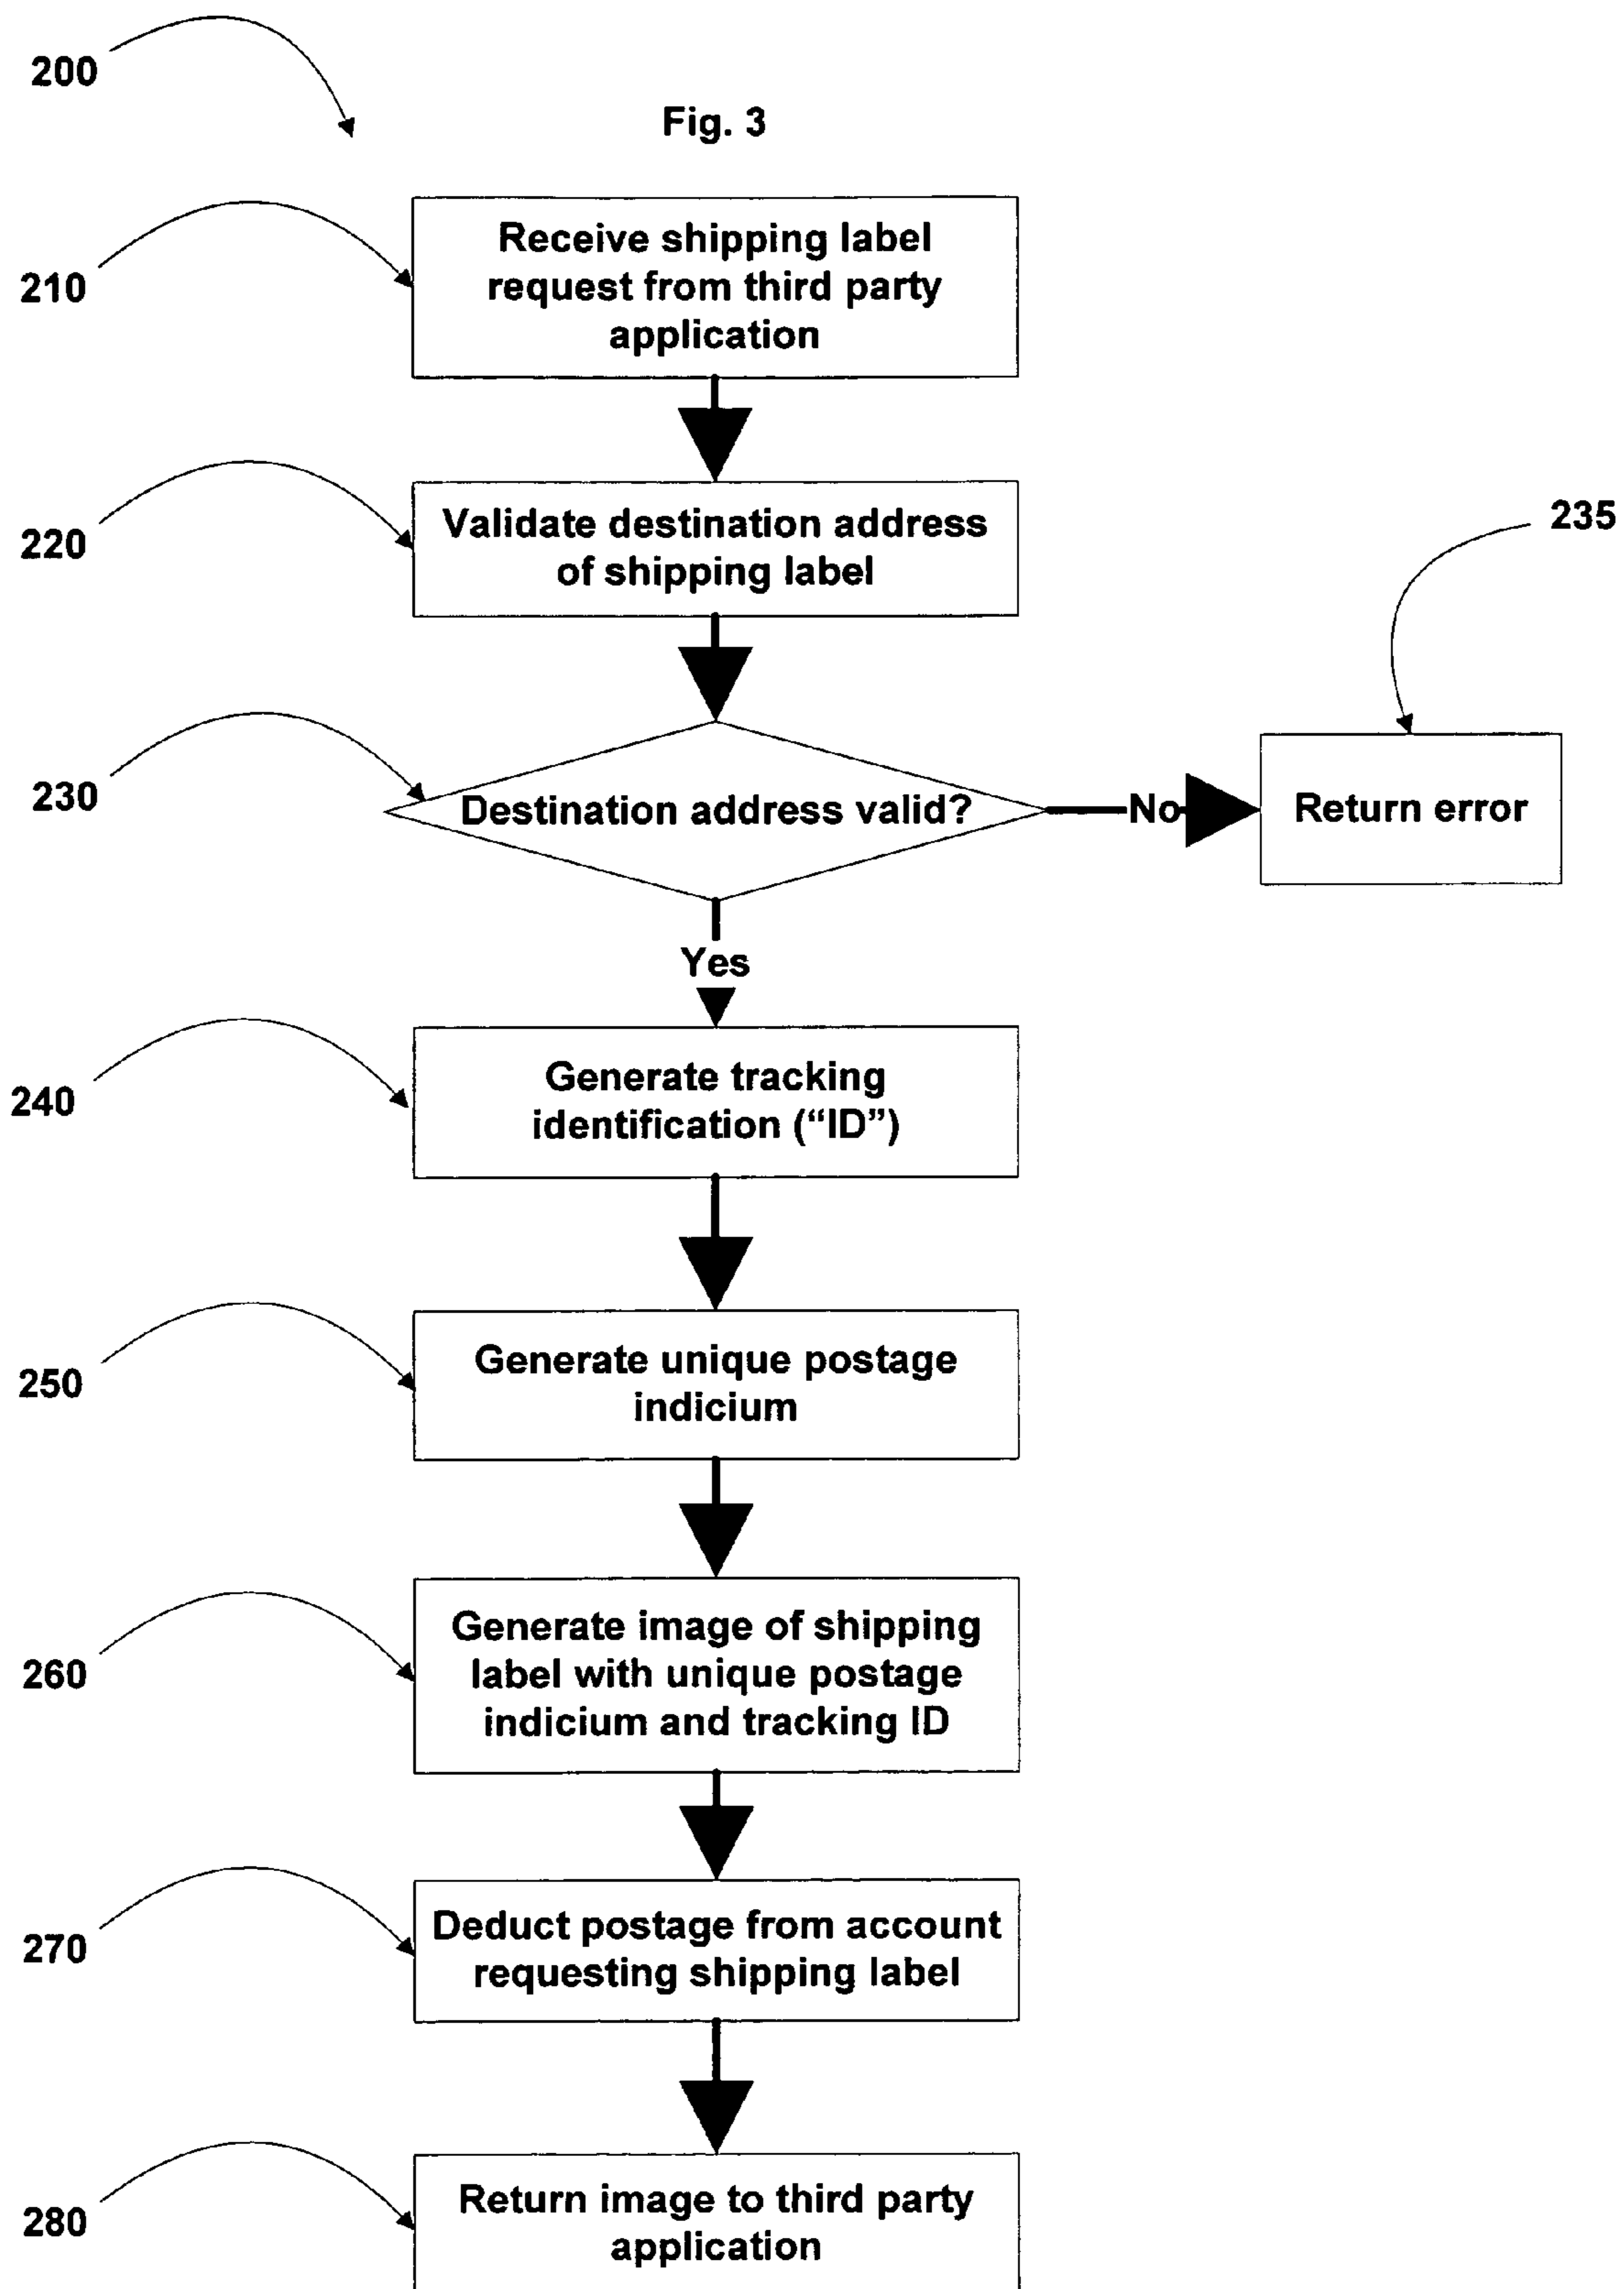 200
Fig. 3
210
Receive shipping label
request from third party
application
220
Validate destination address
of shipping label
235
230
Destination address valid?
No
Return error
Yes
240
Generate tracking
identification (“ID”)
250
Generate unique postage
indicium
260
Generate image of shipping
label with unique postage
indicium and tracking ID
270
Deduct postage from account
requesting shipping label
280
Return image to third party
application